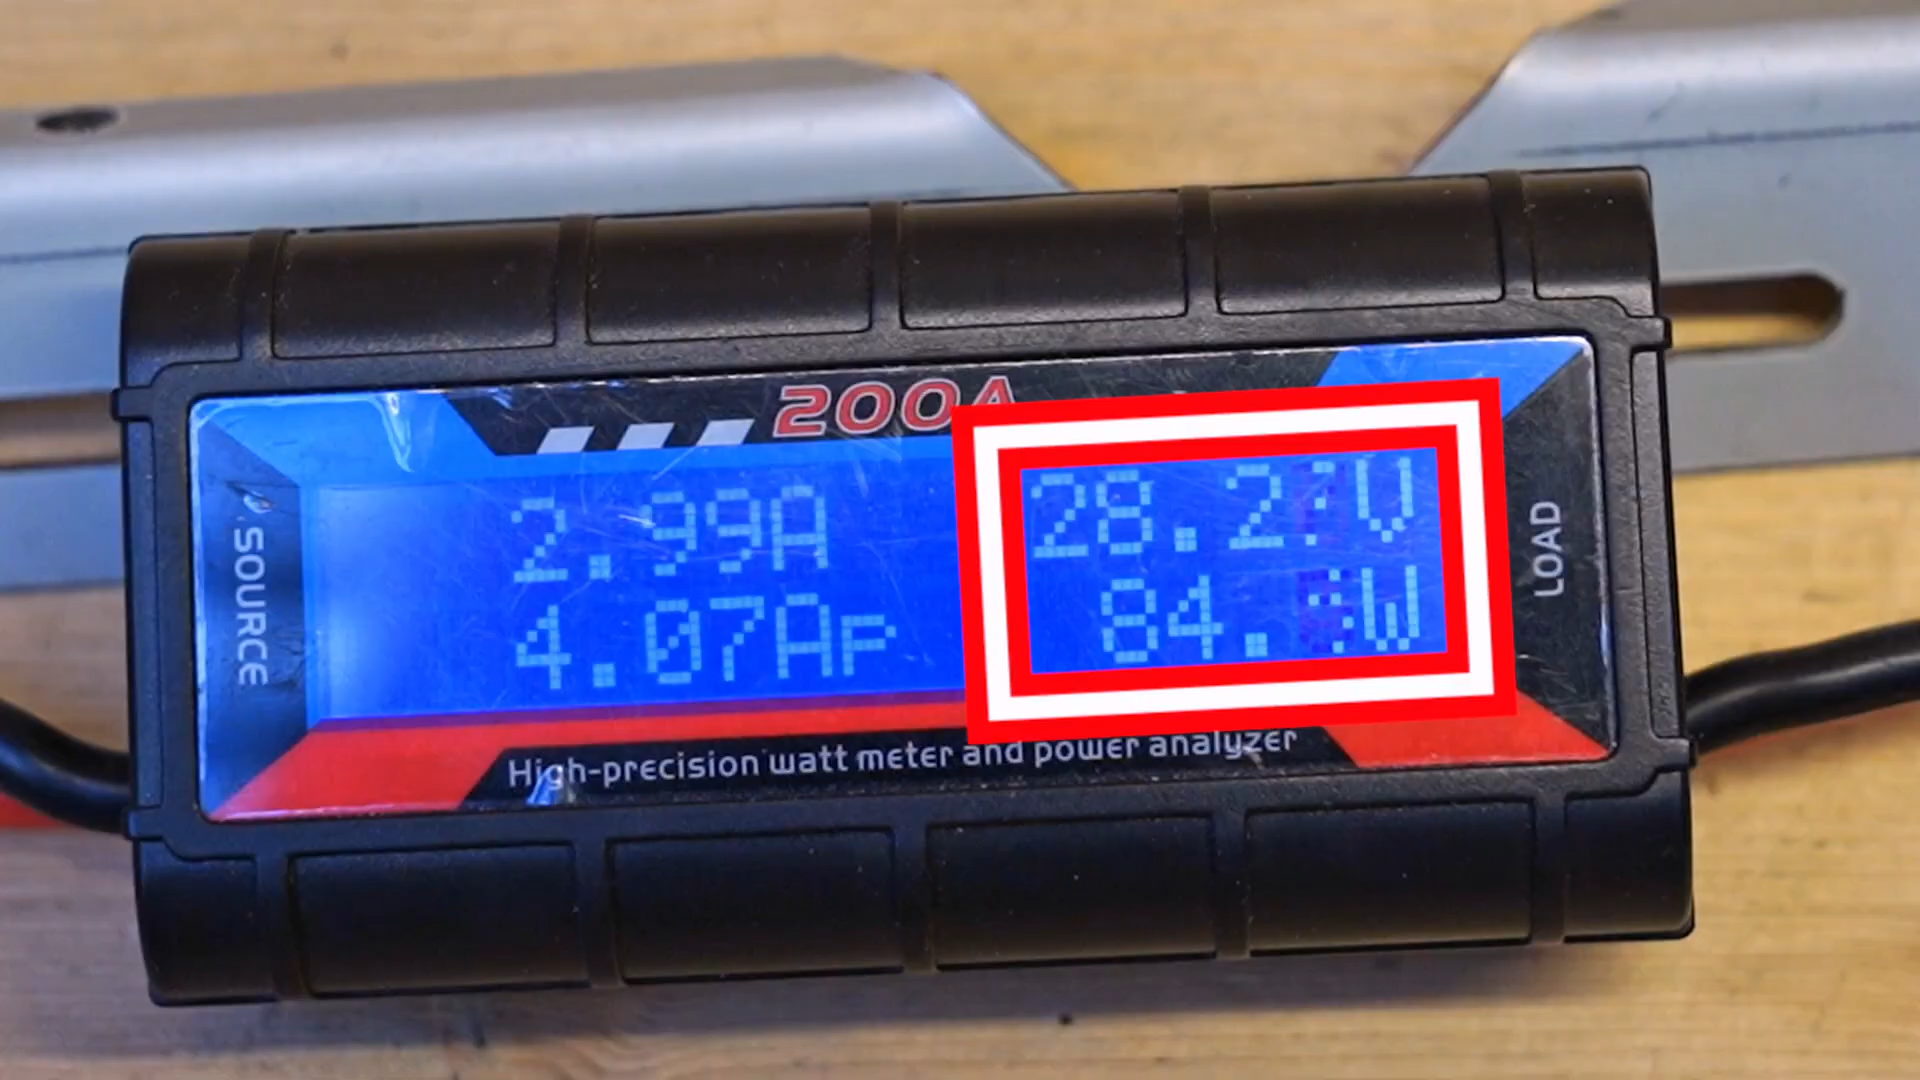 200A
2.99A 28.2 V
4.07Ap 84. W
SOURCE
LOAD
High-precision watt meter and power analyzer